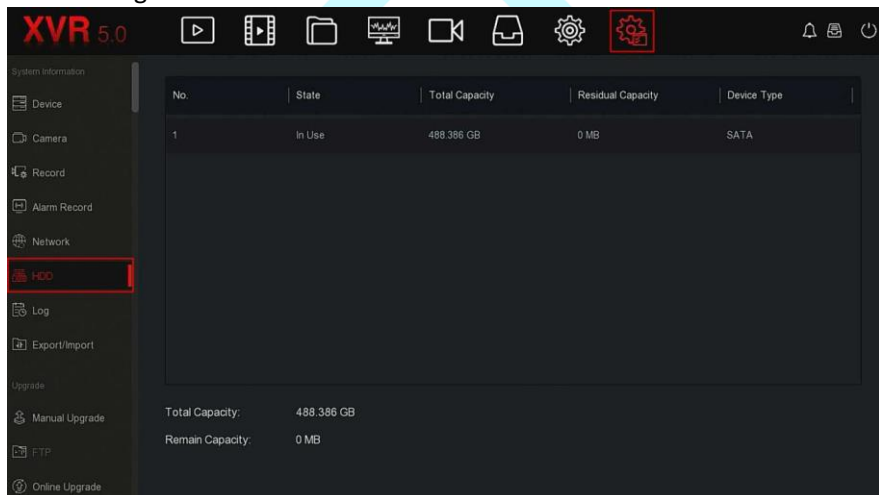 XVR 5.0
System Information
Device
Camera
Record
Alarm Record
Network
HDD
Log
Export/Import
Upgrade
Manual Upgrade
FTP
Online Upgrade
No. State Total Capacity Residual Capacity Device Type
1 In Use 488.386 GB 0 MB SATA
Total Capacity: 488.386 GB
Remain Capacity: 0 MB